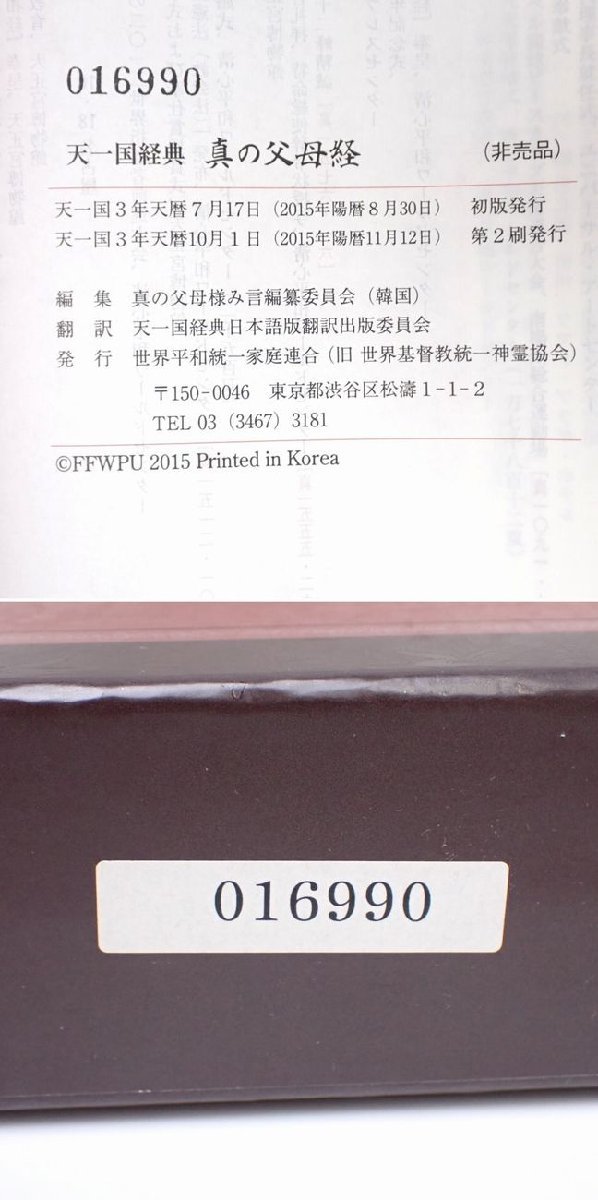 016990
天一国経典 真の父母経 (非売品)
天一国3年天暦7月17日（2015年陽暦8月30日） 初版発行
天一国3年天暦10月1日（2015年陽暦11月12日） 第2刷発行
編集 真の父母様み言編纂委員会（韓国）
翻訳 天一国経典日本語版翻訳出版委員会
発行 世界平和統一家庭連合（旧 世界基督教統一神霊協会）
〒150-0046 東京都渋谷区松濤1-1-2
TEL 03（3467）3181
©FFWPU 2015 Printed in Korea
016990